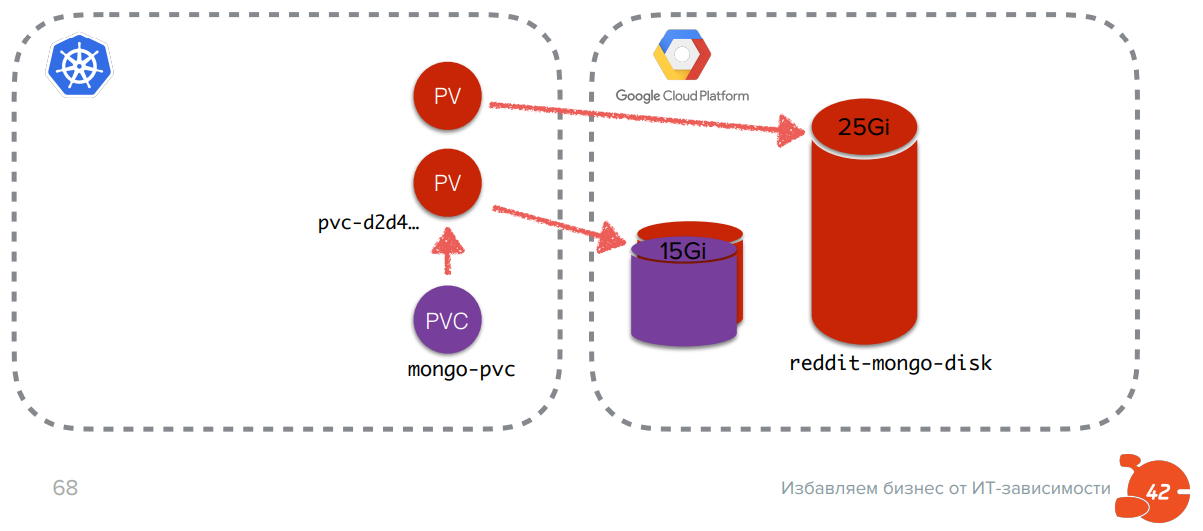 PV
Google Cloud Platform
25Gi
PV
pvc-d2d4…
15Gi
PVC
mongo-pvc
reddit-mongo-disk
68
Избавляем бизнес от ИТ-зависимости
42